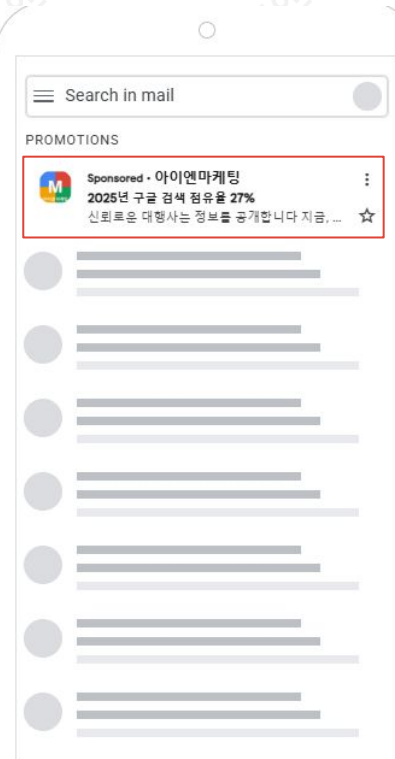 Search in mail
PROMOTIONS
M
Sponsored · 아이엔마케팅
2025년 구글 검색 점유율 27%
신뢰로운 대행사는 정보를 공개합니다 지금, ...